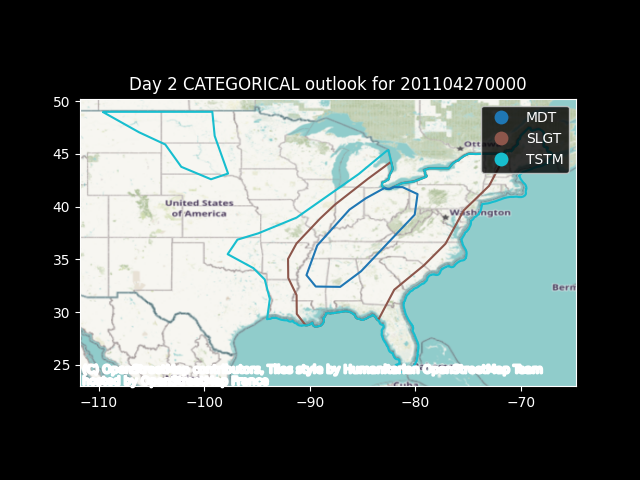 Day 2 CATEGORICAL outlook for 201104270000
50
45
40
35
30
25
−110
−100
−90
−80
−70
MDT
SLGT
TSTM
Ottawa
United States
of America
Washington
Berm
Cuba
(C) OpenStreetMap contributors, Tiles style by Humanitarian OpenStreetMap Team
hosted by OpenStreetMap France